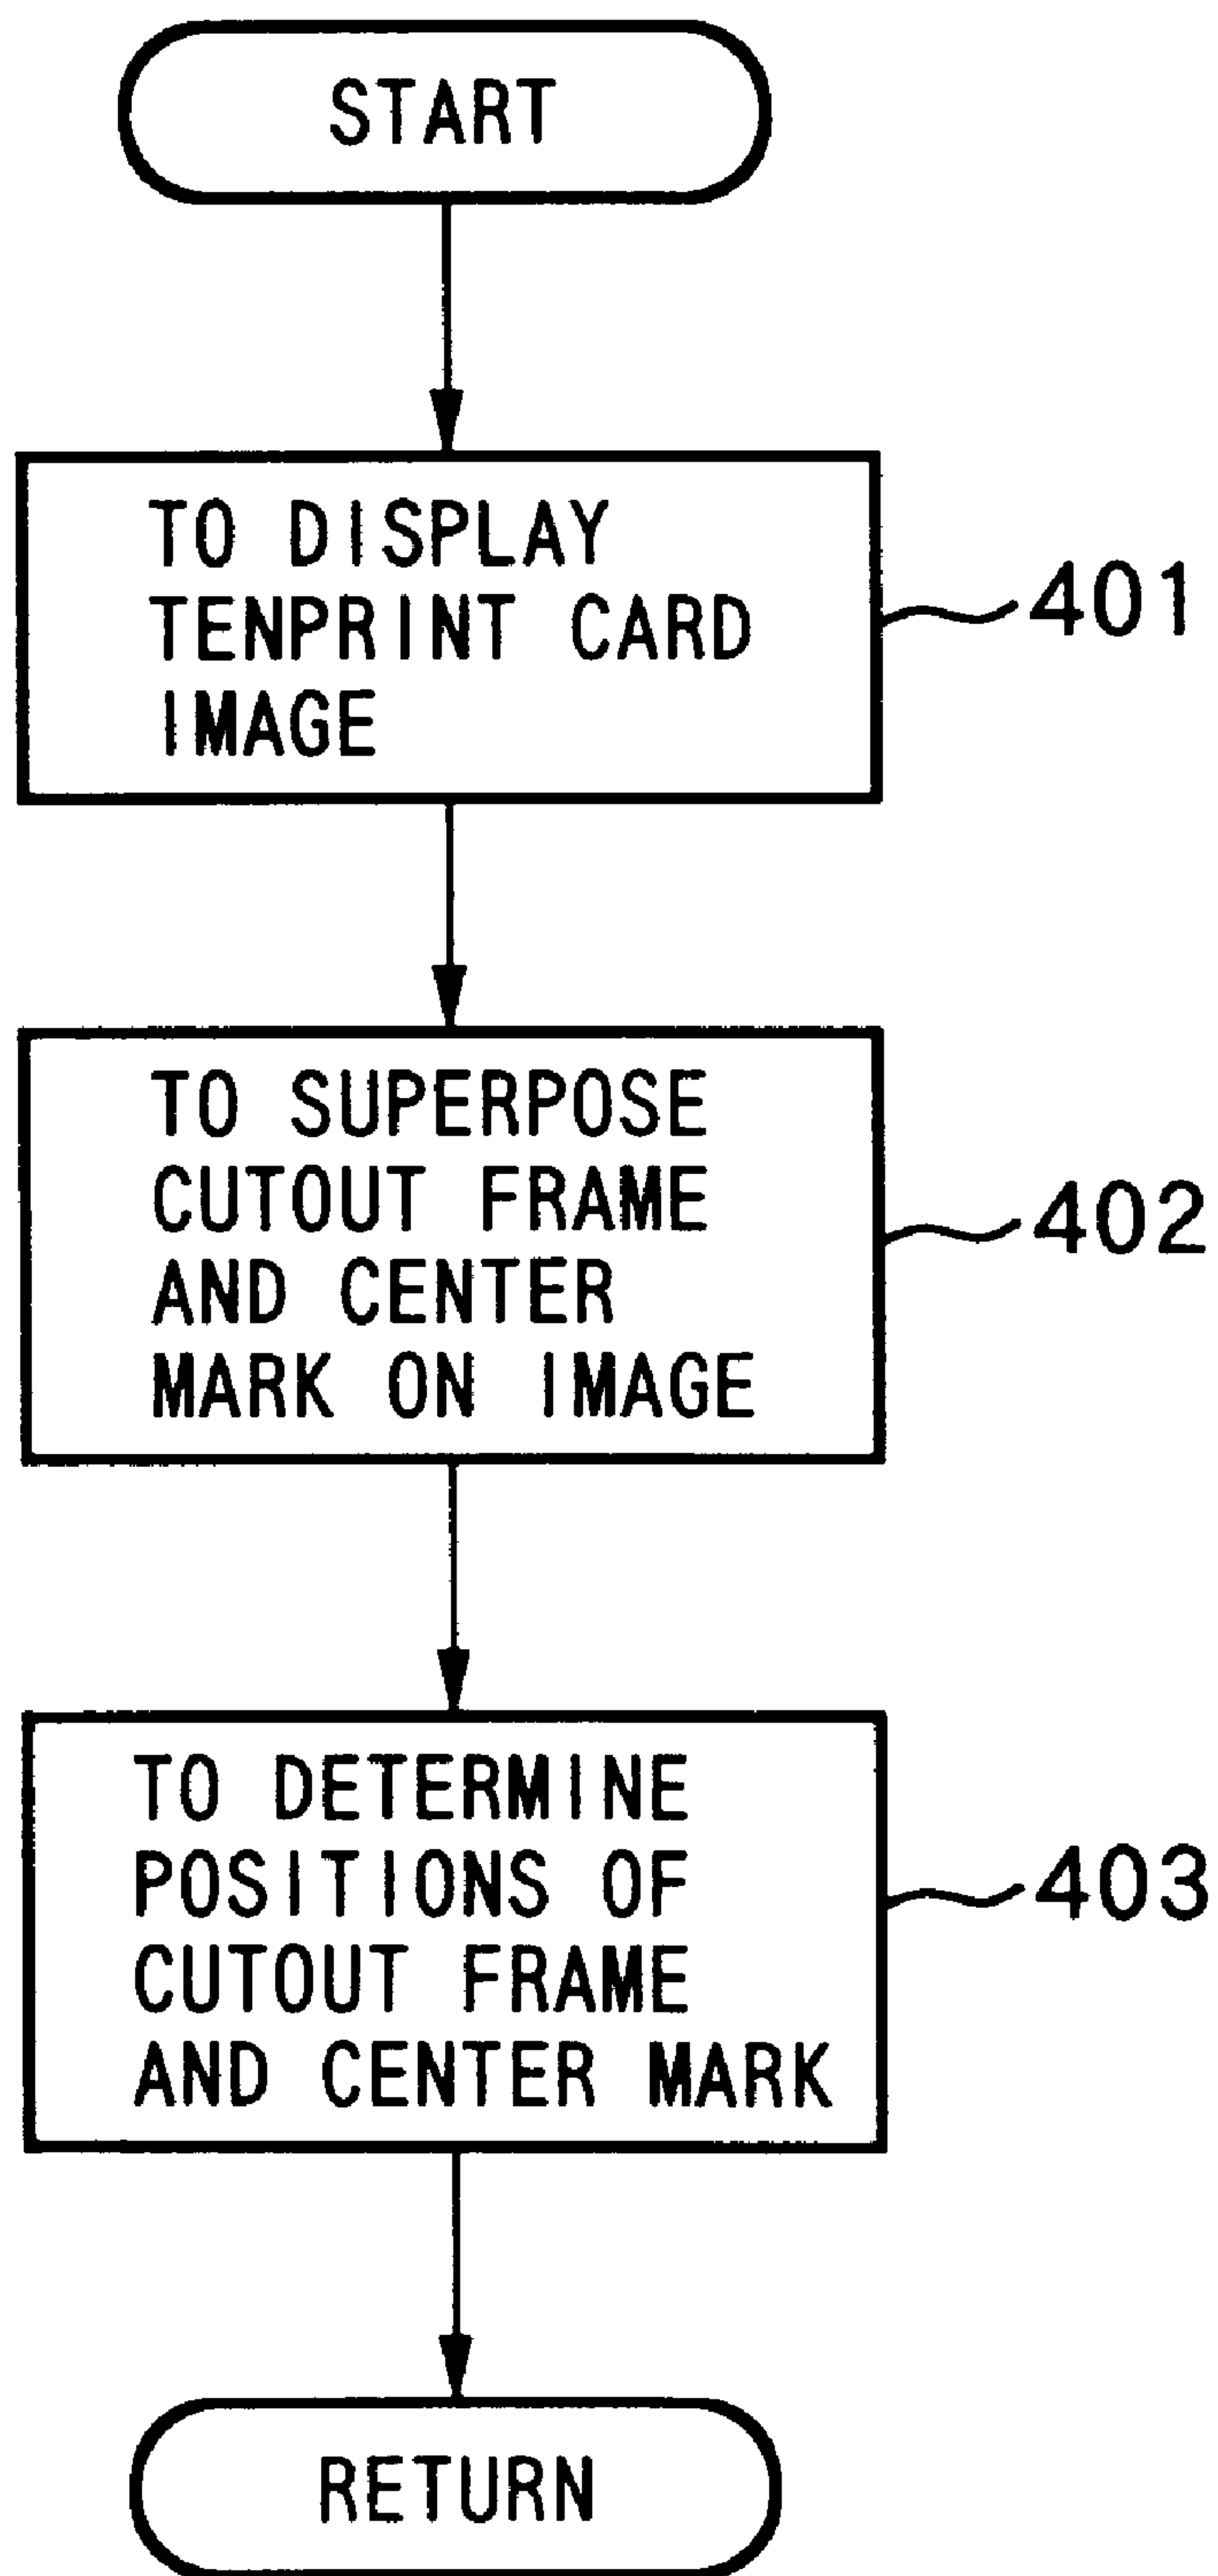 START
TO DISPLAY
TENPRINT CARD
IMAGE
401
TO SUPERPOSE
CUTOUT FRAME
AND CENTER
MARK ON IMAGE
402
TO DETERMINE
POSITIONS OF
CUTOUT FRAME
AND CENTER MARK
403
RETURN